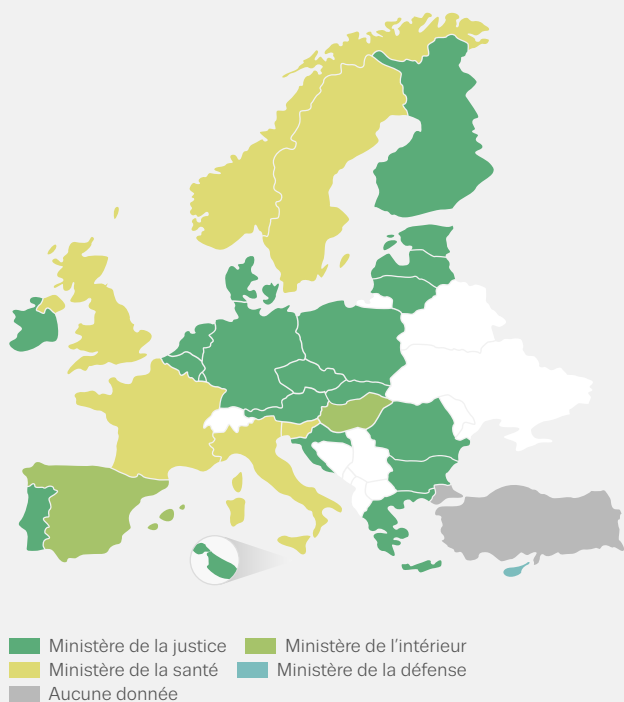 Ministère de la justice Ministère de l'intérieur
Ministère de la santé Ministère de la défense
Aucune donnée